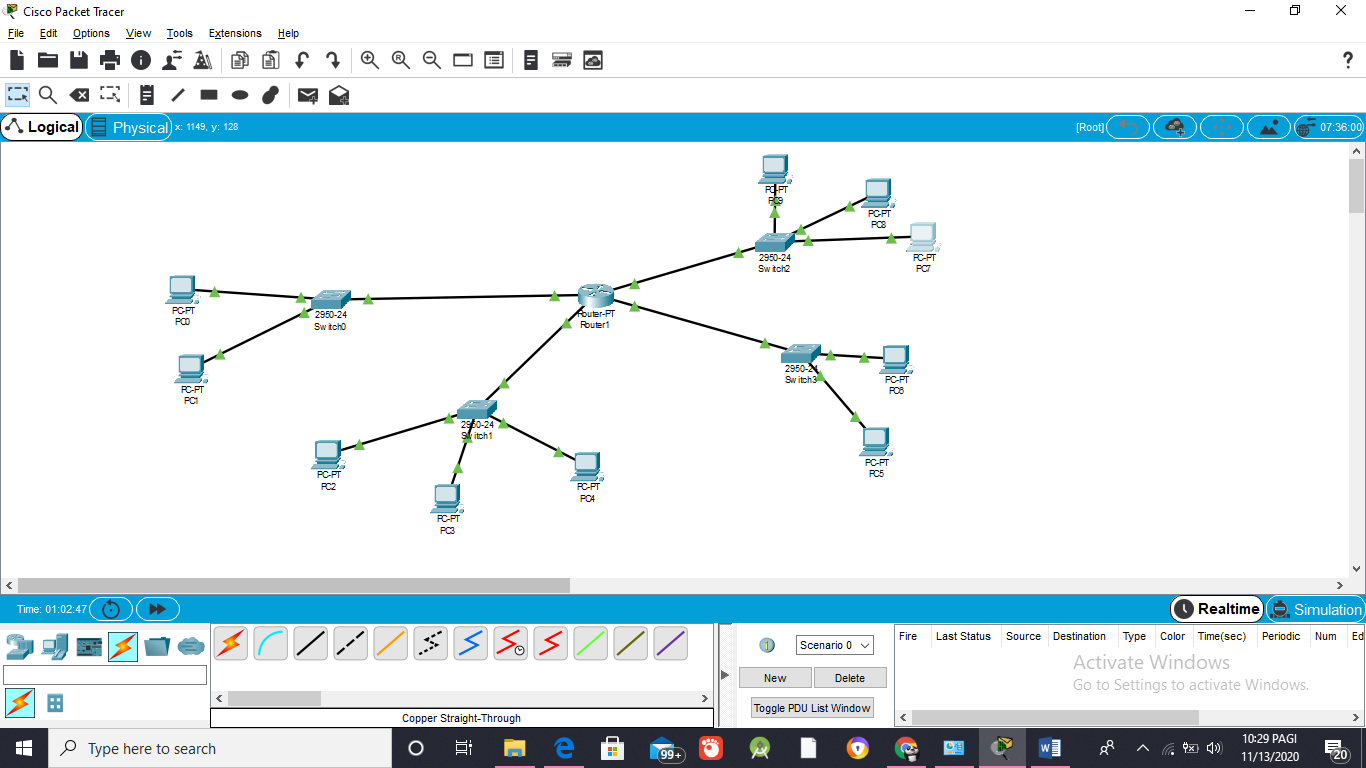 Cisco Packet Tracer
File Edit Options View Tools Extensions Help
?
Logical
Physical
x: 1149, y: 128
[Root]
07:36:00
PC-PT
PC9
PC-PT
PC8
2950-24
Switch2
PC-PT
PC7
PC-PT
PC0
2950-24
Switch0
Router-PT
Router1
PC-PT
PC1
2950-24
Switch3
PC-PT
PC6
2950-24
Switch1
PC-PT
PC2
PC-PT
PC3
PC-PT
PC4
PC-PT
PC5
Time: 01:02:47
Realtime
Simulation
Scenario 0
New
Delete
Toggle PDU List Window
Fire Last Status Source Destination Type Color Time(sec) Periodic Num Ed
Activate Windows
Go to Settings to activate Windows.
Copper Straight-Through
Type here to search
99+
10:29 PAGI
11/13/2020
20